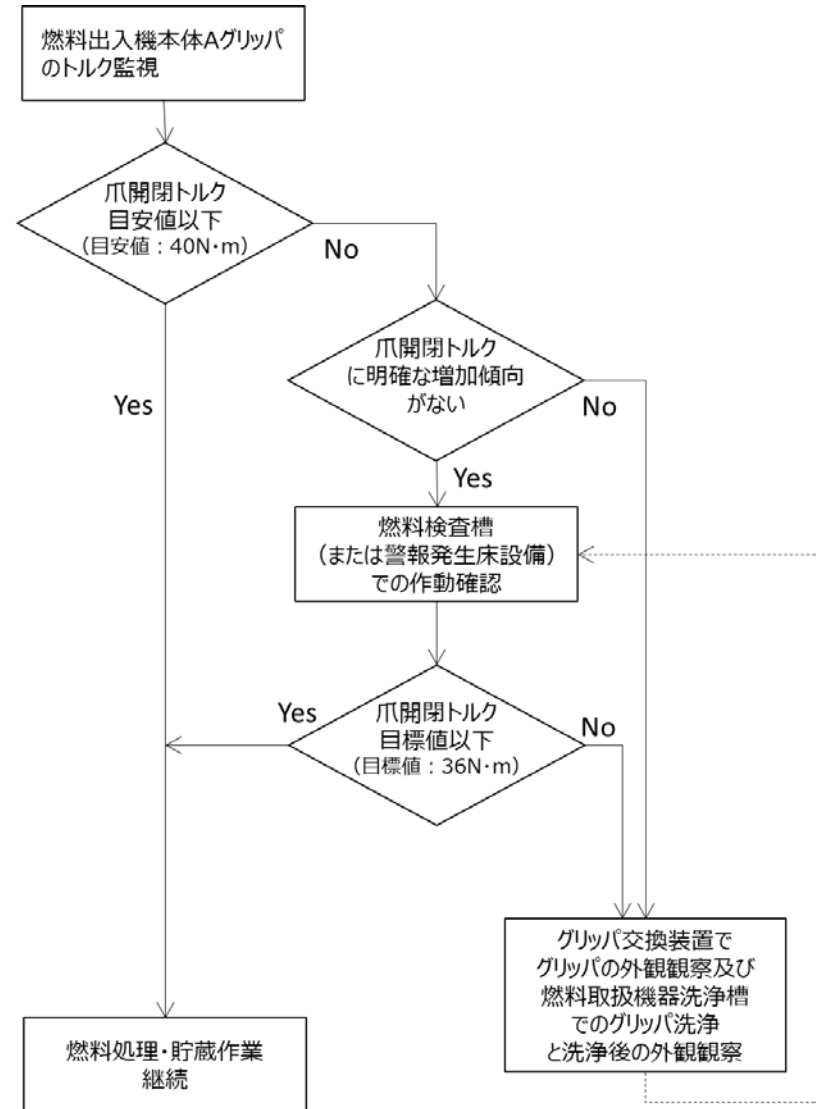 燃料出入機本体Aグリッパ
のトルク監視
爪開閉トルク
目安値以下
(目安値:40N･m)
No
Yes
爪開閉トルク
に明確な増加傾向
がない
No
Yes
燃料検査槽
(または警報発生床設備)
での作動確認
Yes
爪開閉トルク
目標値以下
(目標値:36N･m)
No
グリッパ交換装置で
グリッパの外観観察及び
燃料取扱機器洗浄槽
でのグリッパ洗浄
と洗浄後の外観観察
燃料処理･貯蔵作業
継続